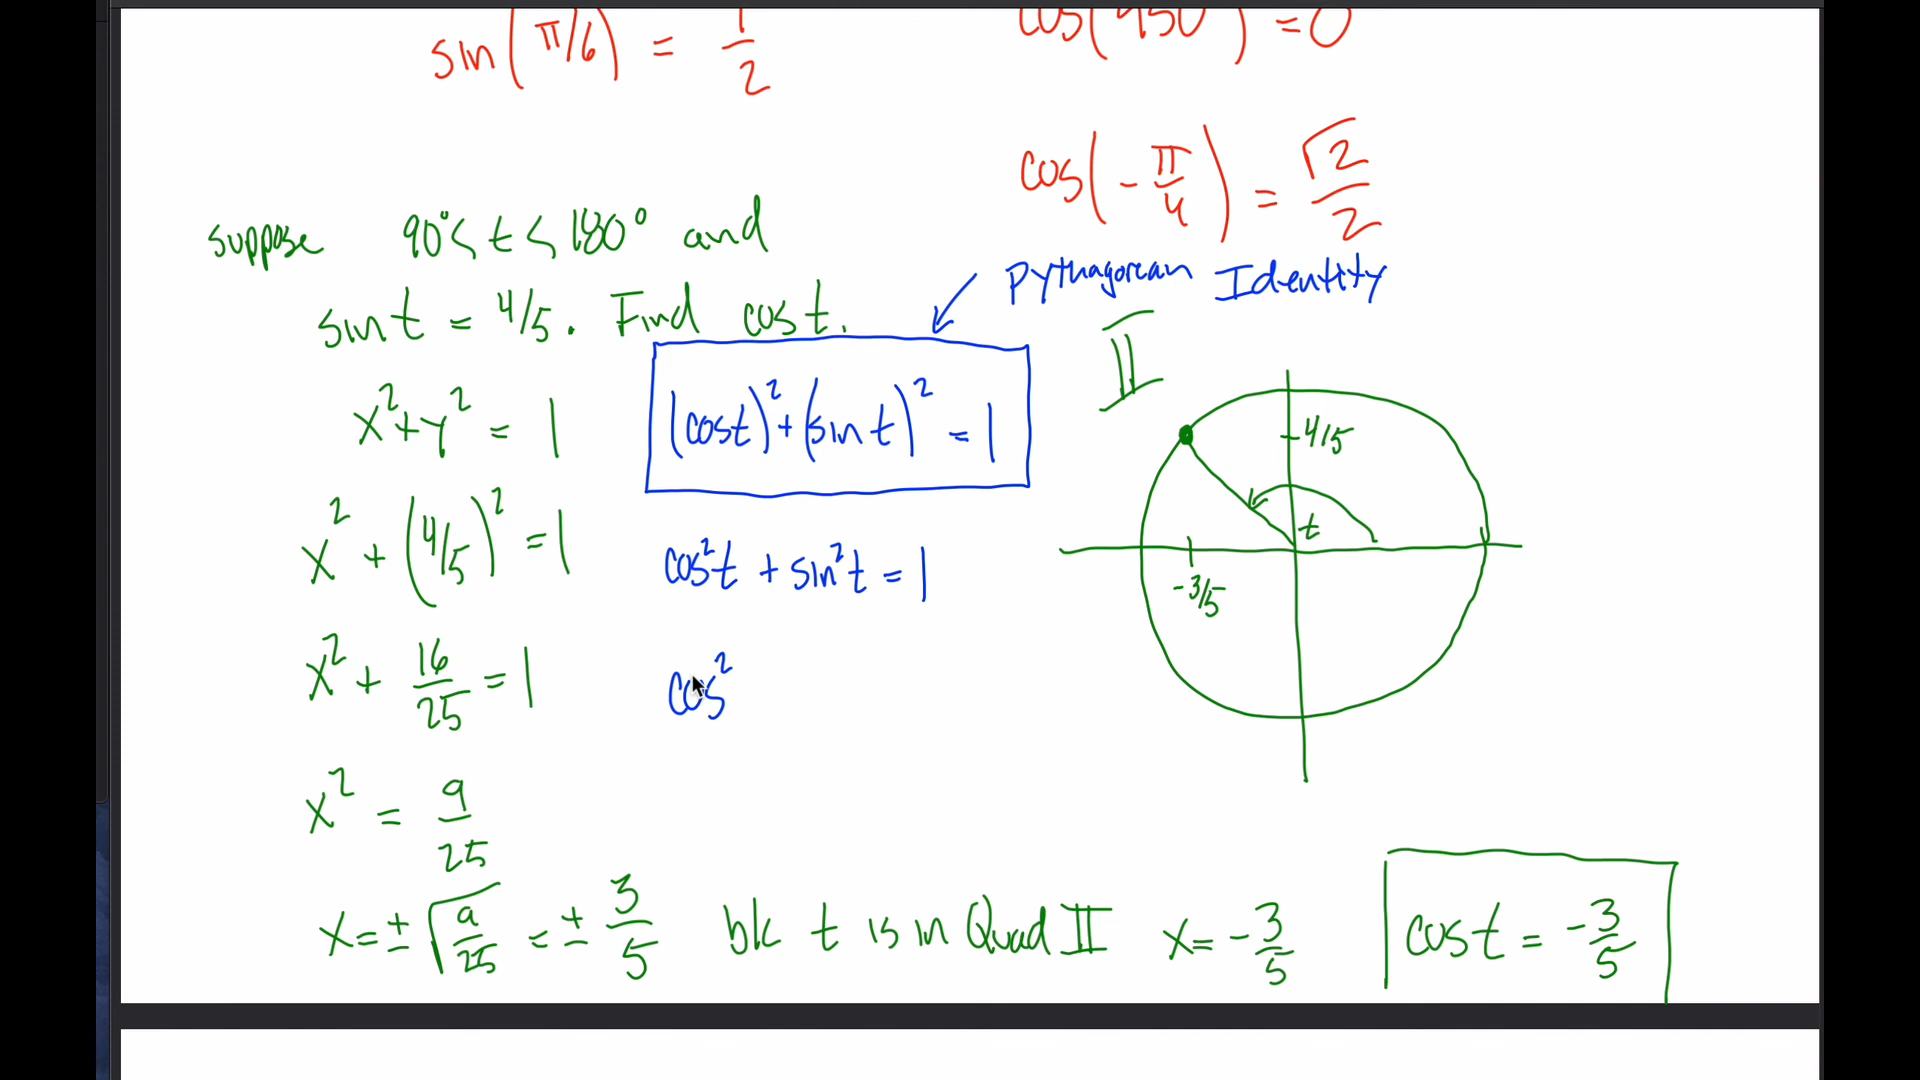 sin(π/6) = 1/2
cos(450°) = 0
cos(-π/4) = √2/2
suppose 90° < t < 180° and
sin t = 4/5. Find cos t.
Pythagorean Identity
x² + y² = 1
(cos t)² + (sin t)² = 1
II
4/5
t
-3/5
x² + (4/5)² = 1
cos²t + sin²t = 1
x² + 16/25 = 1
cos²
x² = 9/25
x = ± √9/25 = ± 3/5 b/c t is in Quad II x = -3/5
cos t = -3/5